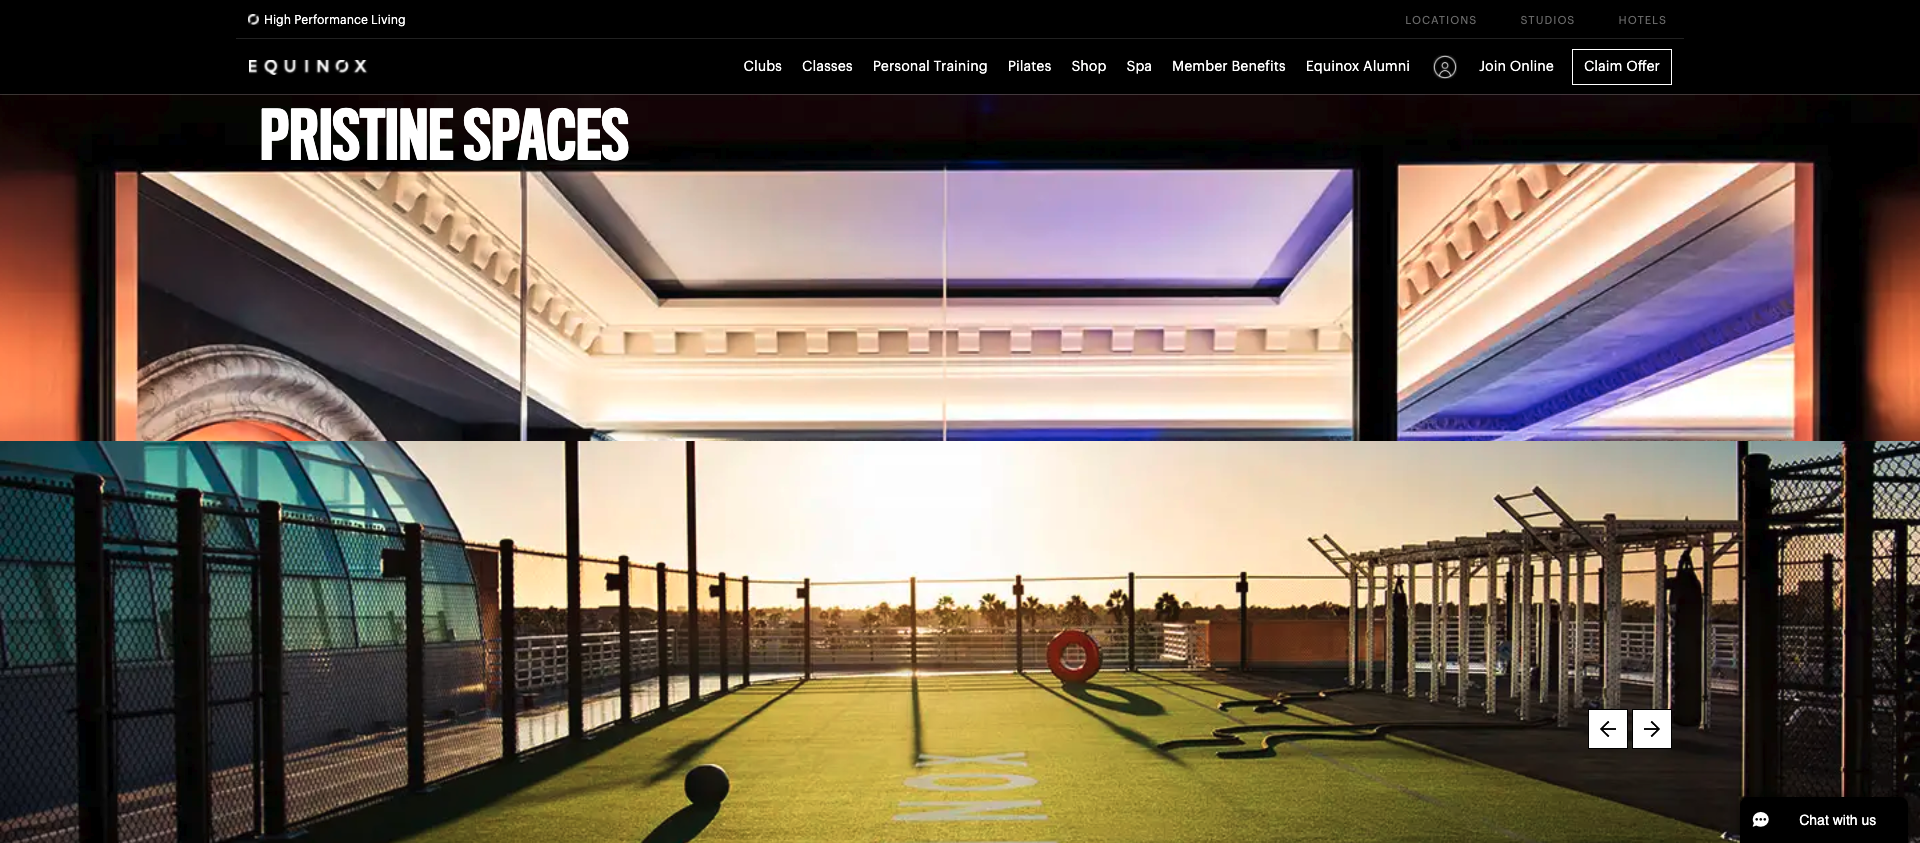 High Performance Living
LOCATIONS STUDIOS HOTELS
EQUINOX
Clubs Classes Personal Training Pilates Shop Spa Member Benefits Equinox Alumni Join Online Claim Offer
PRISTINE SPACES
NOX
Chat with us